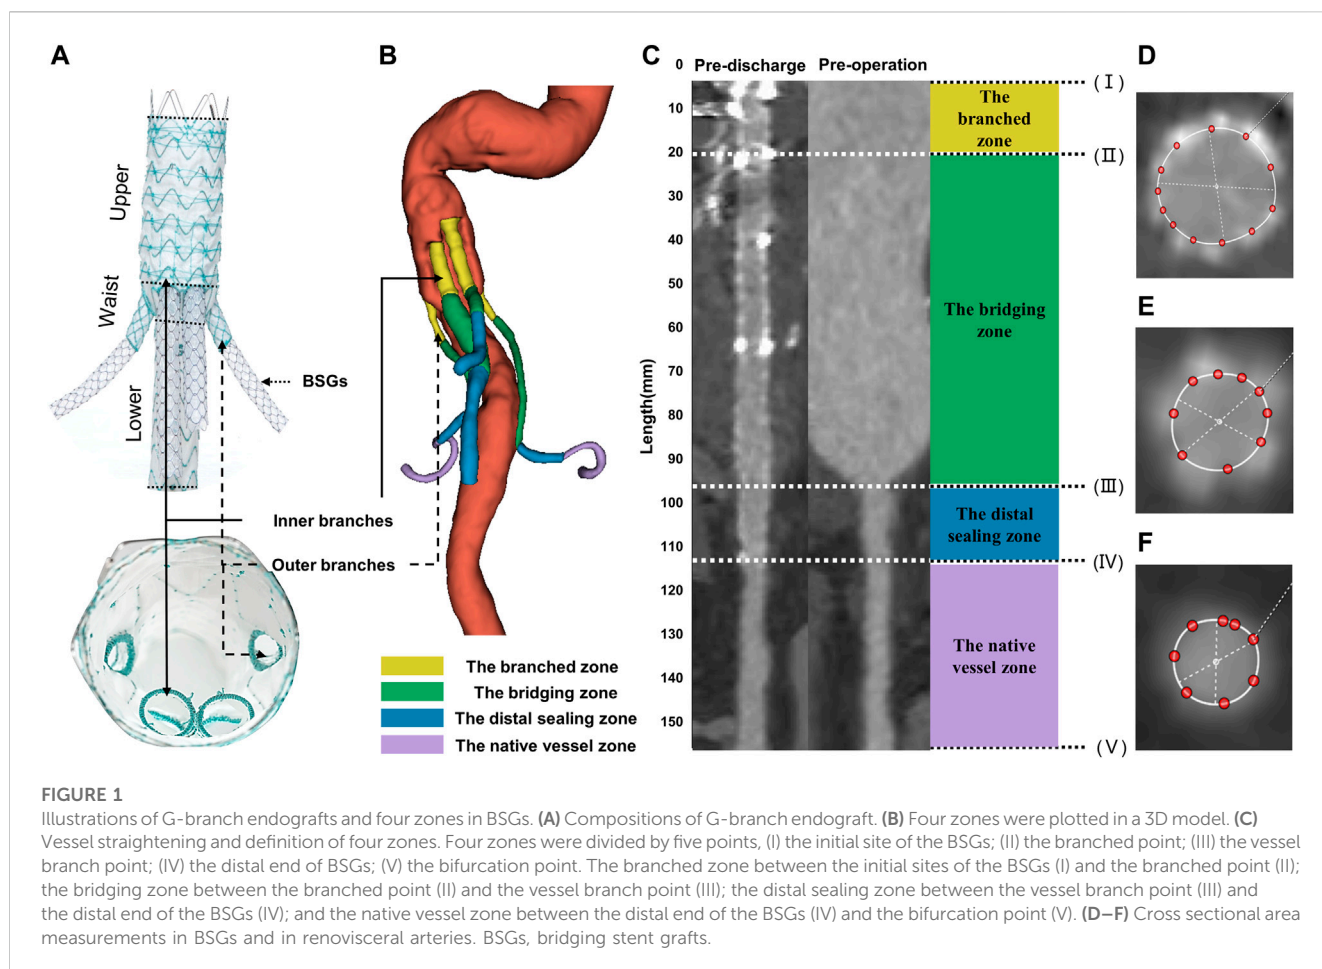 A
B
C
D
Pre-discharge
Pre-operation
0
10
20
30
40
50
60
70
80
90
100
110
120
130
140
150
Length(mm)
The
branched
zone
The bridging
zone
The distal
sealing zone
The native
vessel zone
(I)
(II)
(III)
(IV)
(V)
E
F
Upper
Waist
Lower
BSGs
Inner branches
Outer branches
The branched zone
The bridging zone
The distal sealing zone
The native vessel zone
FIGURE 1
Illustrations of G-branch endografts and four zones in BSGs. (A) Compositions of G-branch endograft. (B) Four zones were plotted in a 3D model. (C)
Vessel straightening and definition of four zones. Four zones were divided by five points, (I) the initial site of the BSGs; (II) the branched point; (III) the vessel
branch point; (IV) the distal end of BSGs; (V) the bifurcation point. The branched zone between the initial sites of the BSGs (I) and the branched point (II);
the bridging zone between the branched point (II) and the vessel branch point (III); the distal sealing zone between the vessel branch point (III) and
the distal end of the BSGs (IV); and the native vessel zone between the distal end of the BSGs (IV) and the bifurcation point (V). (D–F) Cross sectional area
measurements in BSGs and in renovisceral arteries. BSGs, bridging stent grafts.